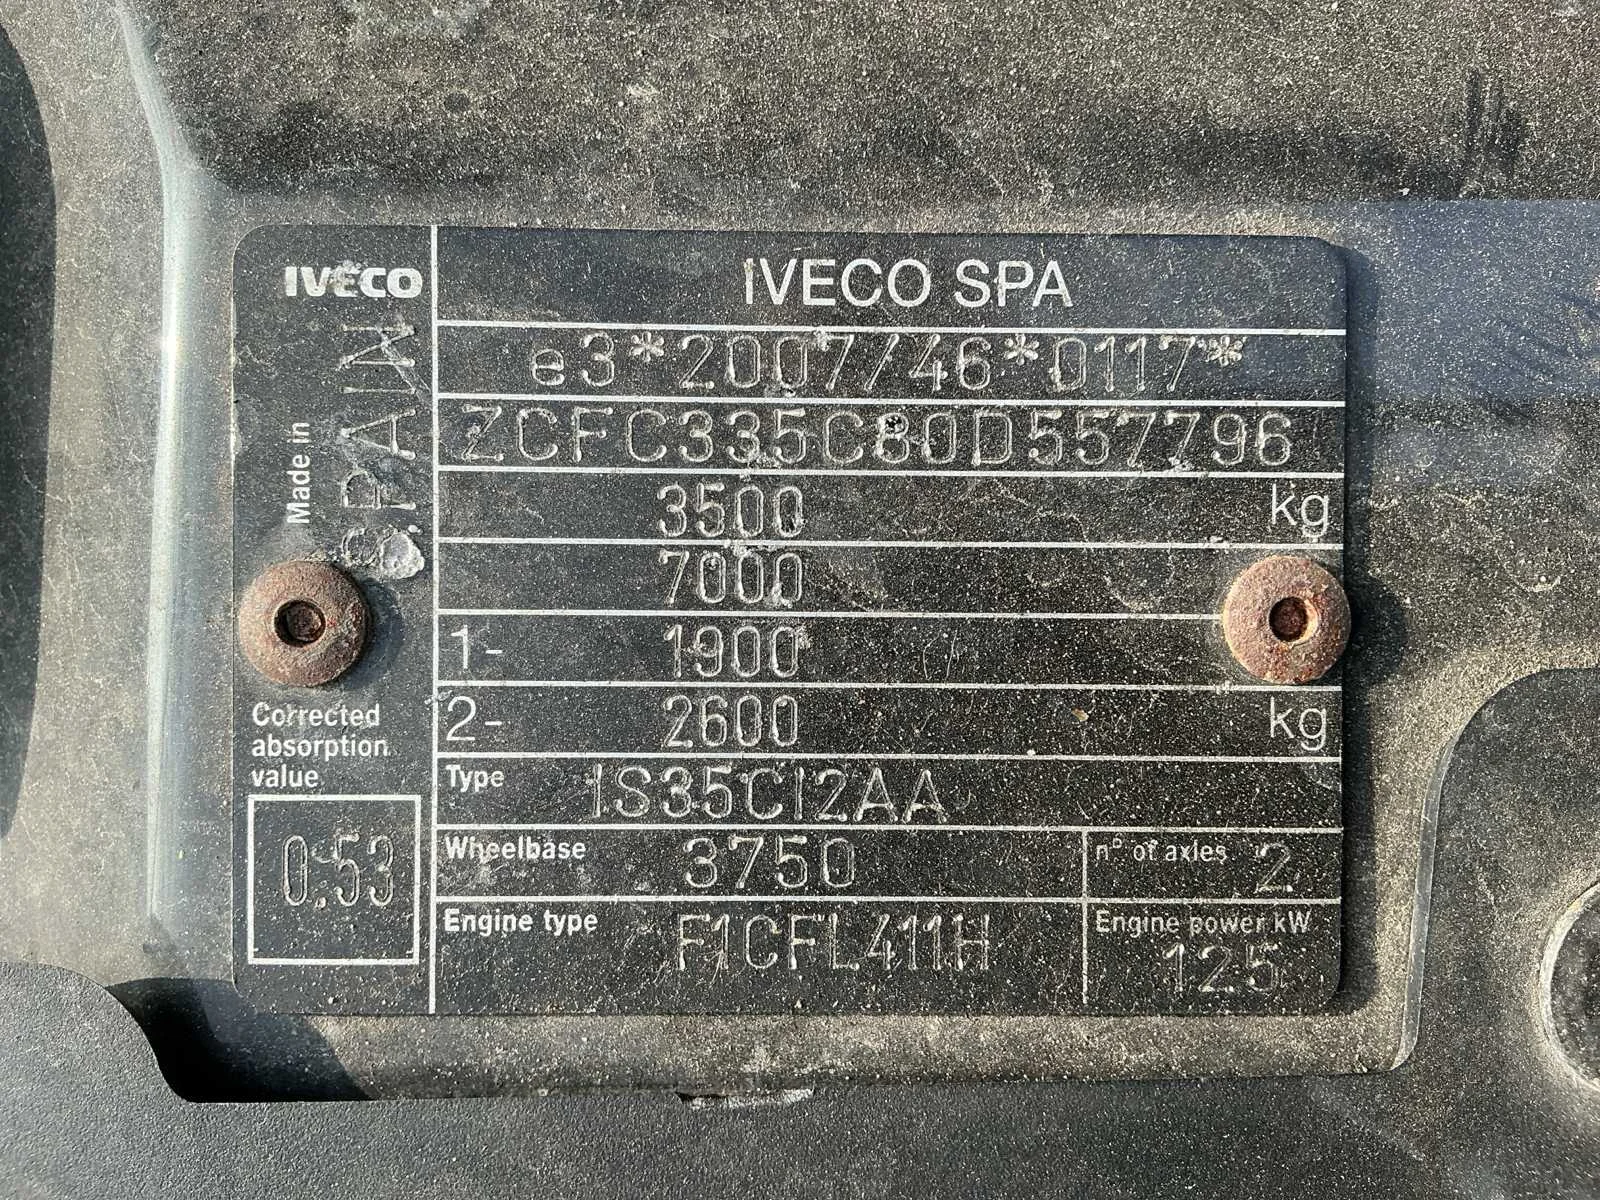 IVECO
Made in SPAIN
Corrected
absorption
value
0.53
IVECO SPA
e3*2007/46*0117*
ZCFC335C80D557796
3500 kg
7000
1- 1900
2- 2600 kg
Type 1S35C12AA
Wheelbase 3750 n° of axles 2
Engine type F1CFL411H Engine power kW 125